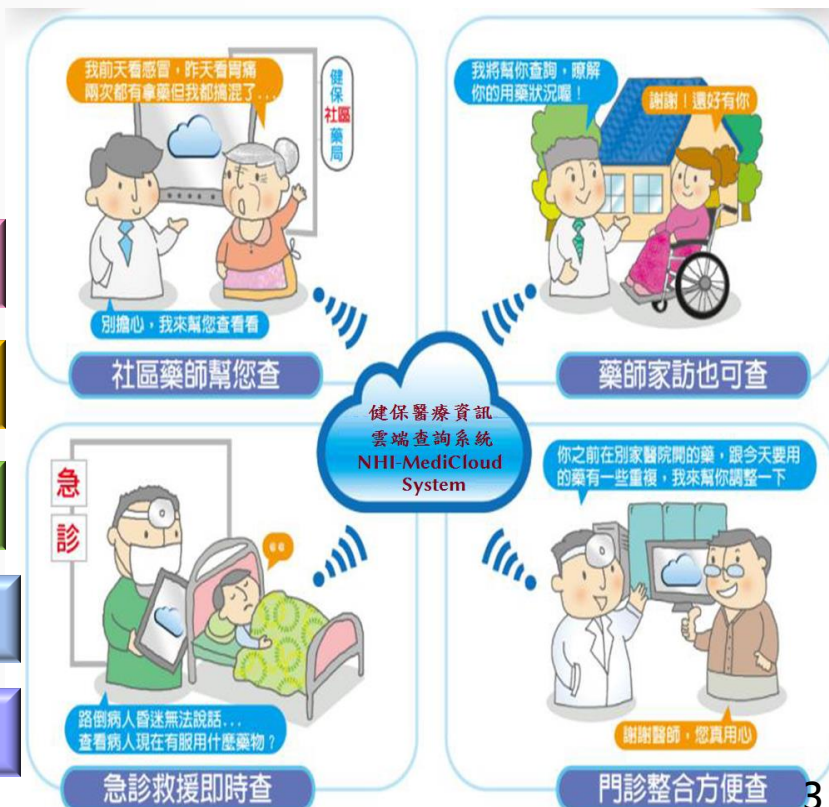 我前天看感冒，昨天看胃痛
兩次都有拿藥但我都搞混了...
健保社區藥局
別擔心，我來幫您查看看
社區藥師幫您查
我將幫你查詢，瞭解
你的用藥狀況喔！
謝謝！還好有你
藥師家訪也可查
健保醫療資訊
雲端查詢系統
NHI-MediCloud
System
急
診
路倒病人昏迷無法說話...
查看病人現在有服用什麼藥物？
急診救援即時查
你之前在別家醫院開的藥，跟今天要用
的藥有一些重複，我來幫你調整一下
謝謝醫師，您真用心
門診整合方便查
3